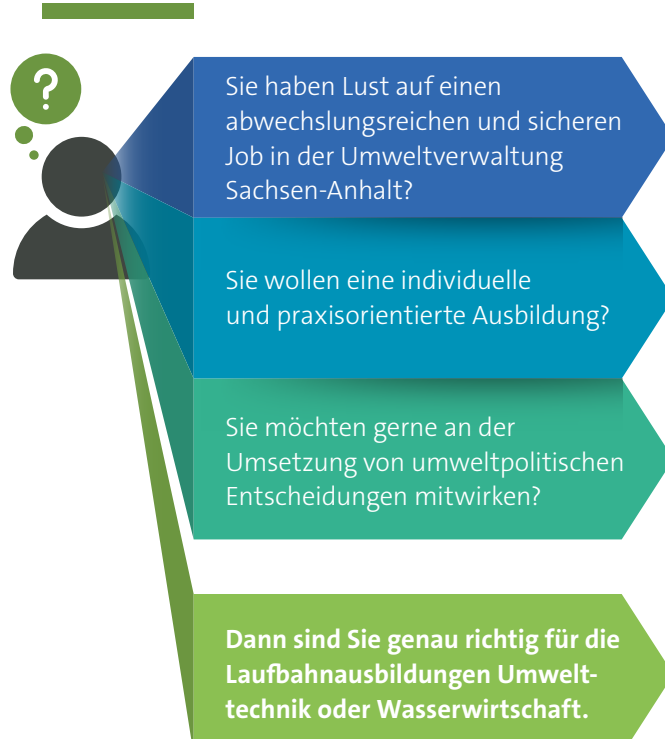 ?
Sie haben Lust auf einen
abwechslungsreichen und sicheren
Job in der Umweltverwaltung
Sachsen-Anhalt?
Sie wollen eine individuelle
und praxisorientierte Ausbildung?
Sie möchten gerne an der
Umsetzung von umweltpolitischen
Entscheidungen mitwirken?
Dann sind Sie genau richtig für die
Laufbahnausbildungen Umwelt-
technik oder Wasserwirtschaft.